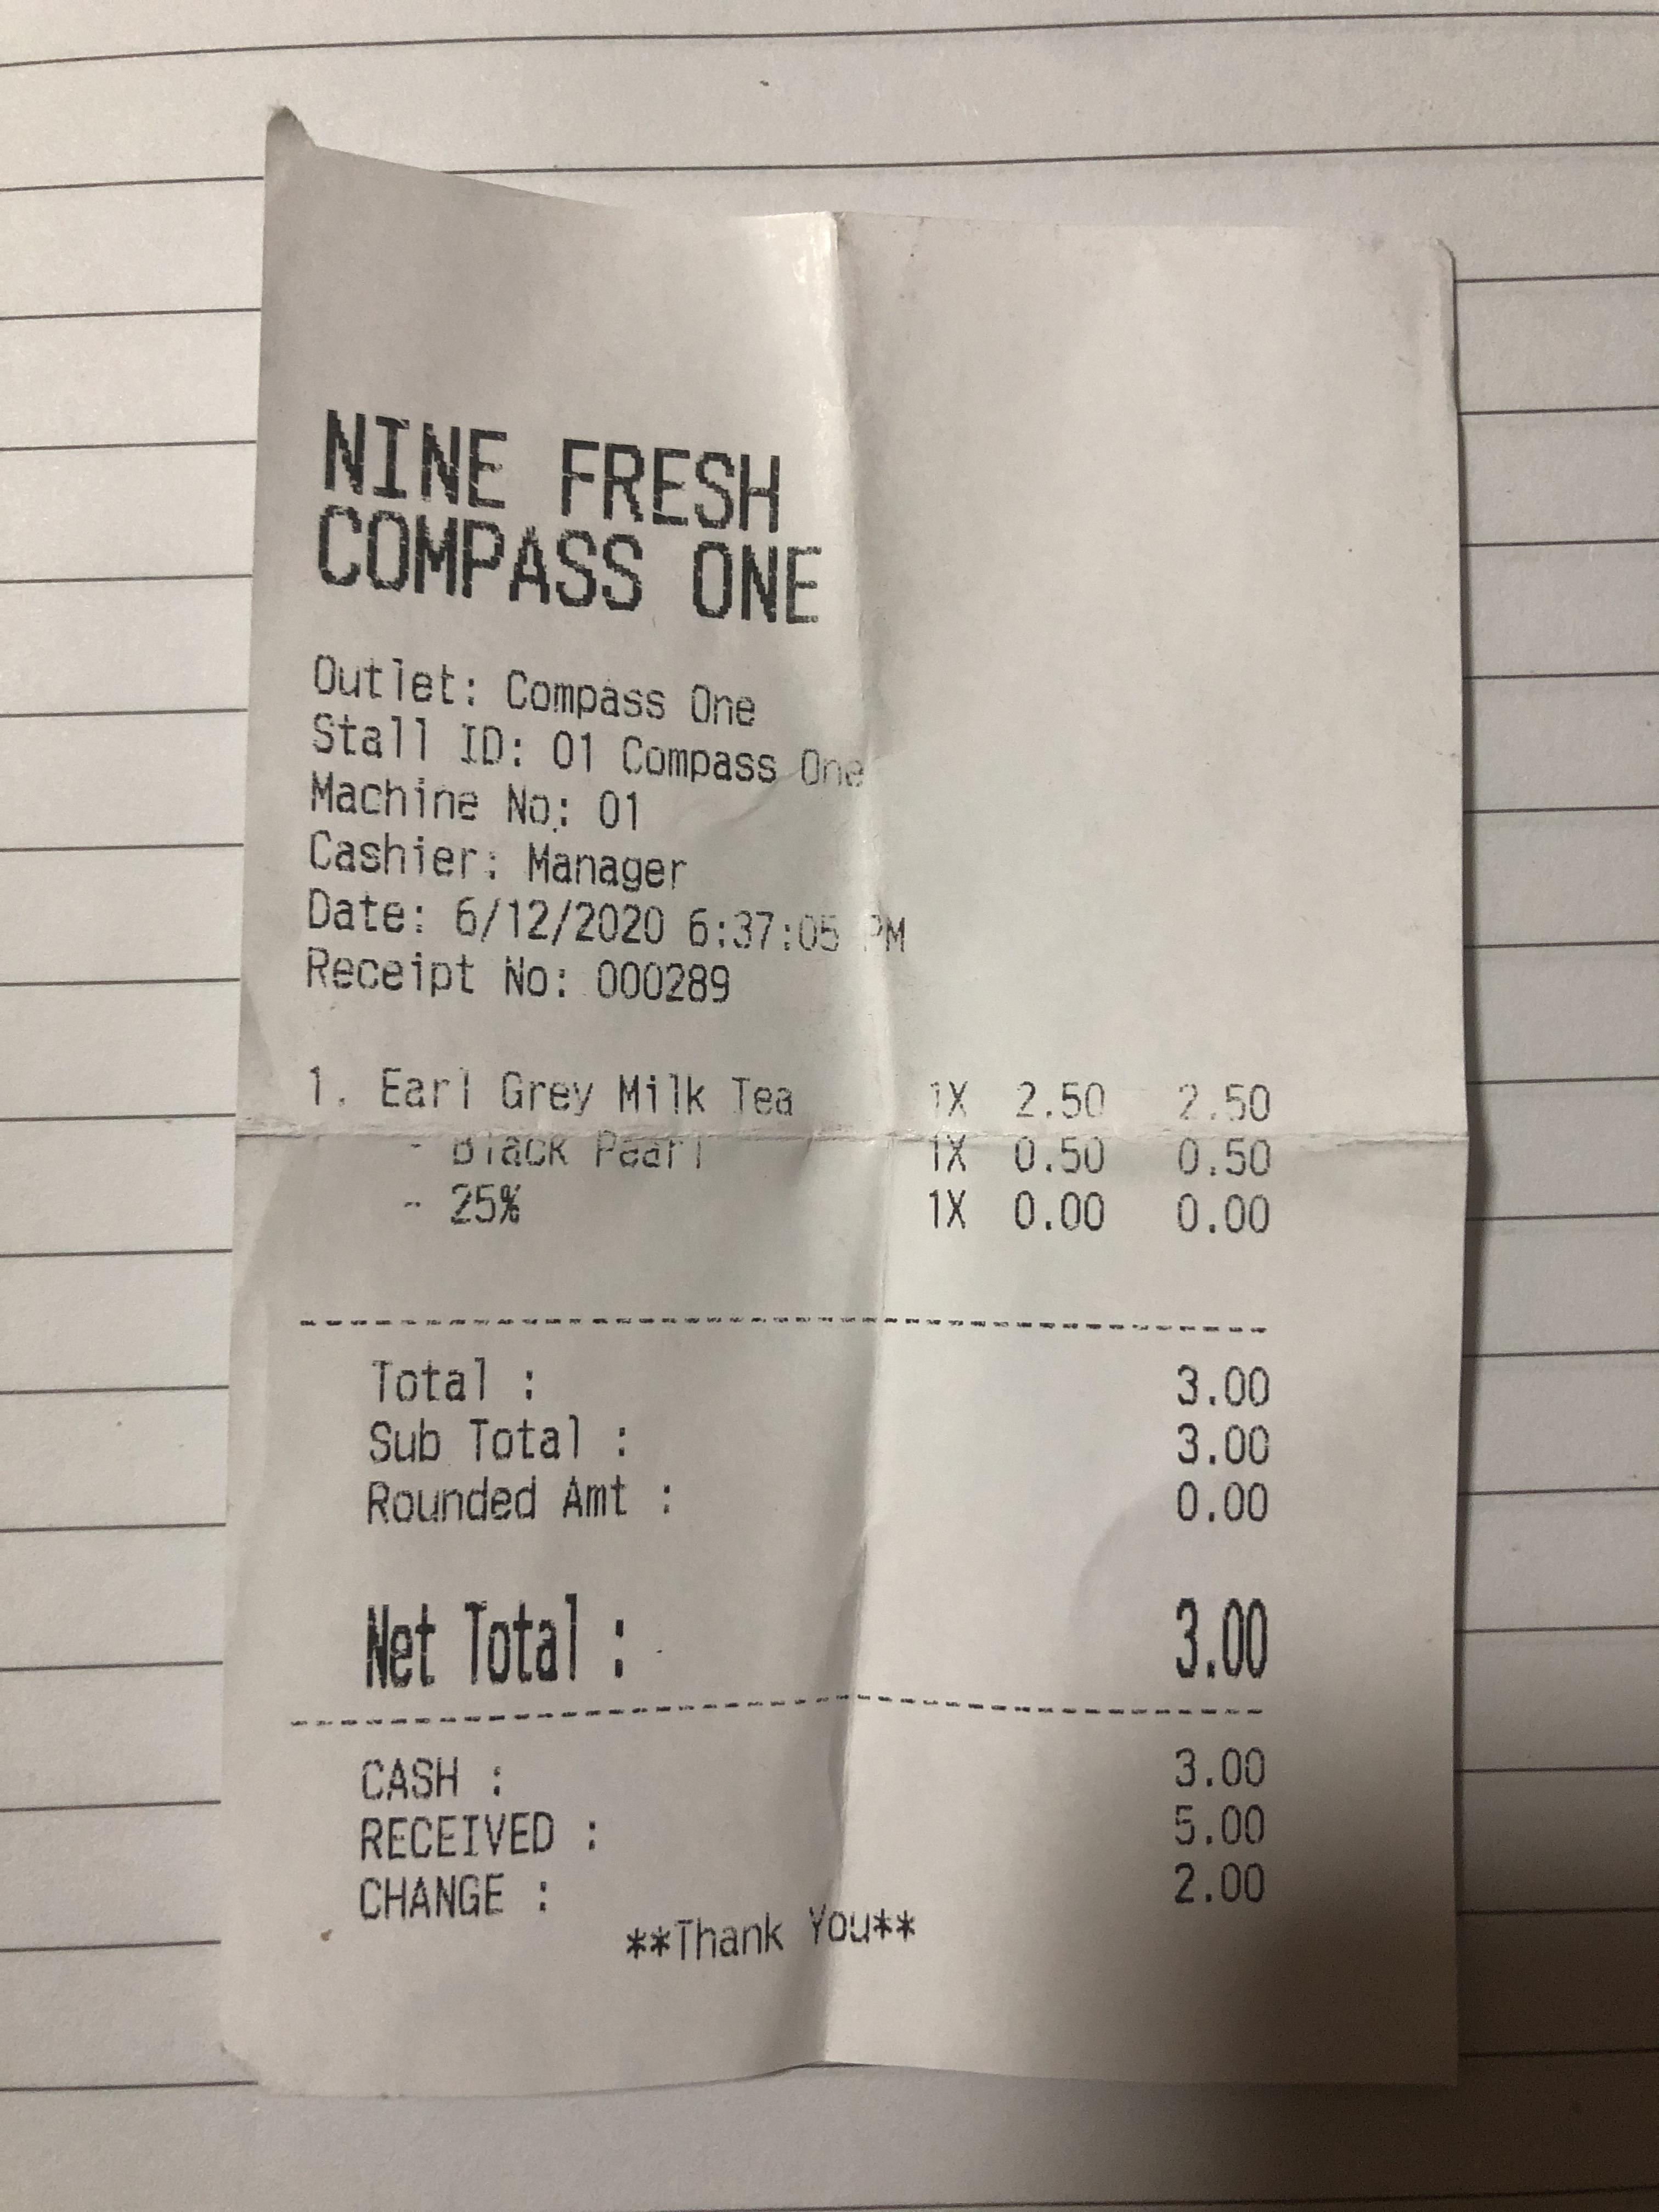 NINE FRESH
COMPASS ONE
Outlet: Compass One
Stall ID: 01 Compass One
Machine No: 01
Cashier: Manager
Date: 6/12/2020 6:37:05 PM
Receipt No: 000289
1. Earl Grey Milk Tea 1X 2.50 2.50
- Black Pearl 1X 0.50 0.50
- 25% 1X 0.00 0.00
Total : 3.00
Sub Total : 3.00
Rounded Amt : 0.00
Net Total : 3.00
CASH : 3.00
RECEIVED : 5.00
CHANGE : 2.00
**Thank You**